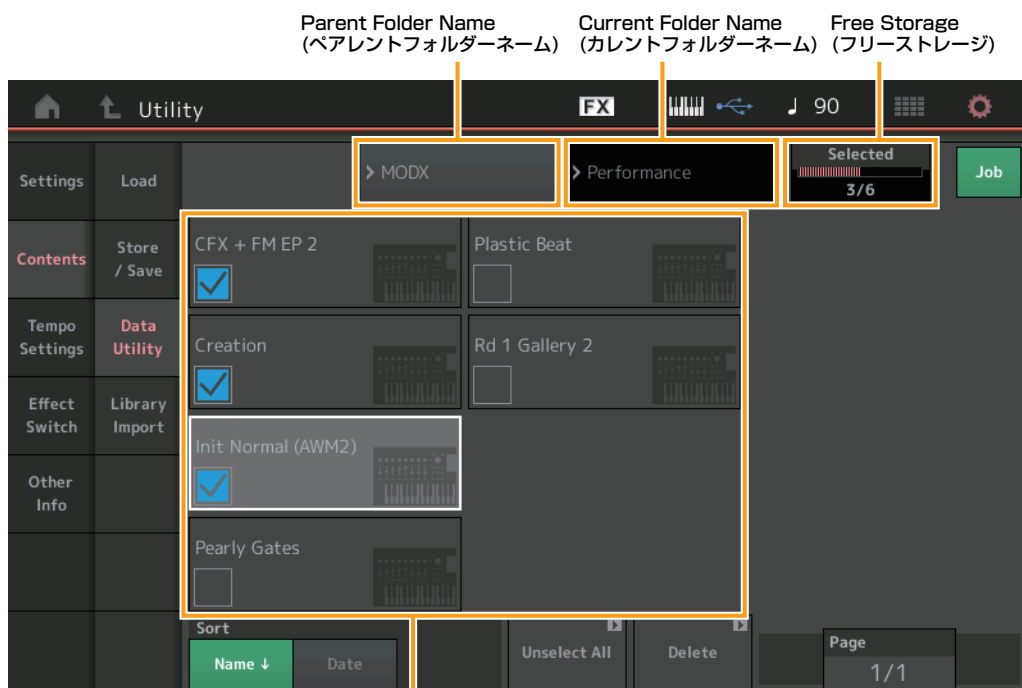 Parent Folder Name
（ペアレントフォルダーネーム）
Current Folder Name
（カレントフォルダーネーム）
Free Storage
（フリーストレージ）
Utility
FX
90
Settings
Load
> MODX
> Performance
Selected
3/6
Job
Contents
Store
/ Save
CFX + FM EP 2
Plastic Beat
Tempo
Settings
Data
Utility
Creation
Rd 1 Gallery 2
Effect
Switch
Library
Import
Init Normal (AWM2)
Other
Info
Pearly Gates
Sort
Name ↓
Date
Unselect All
Delete
Page
1/1